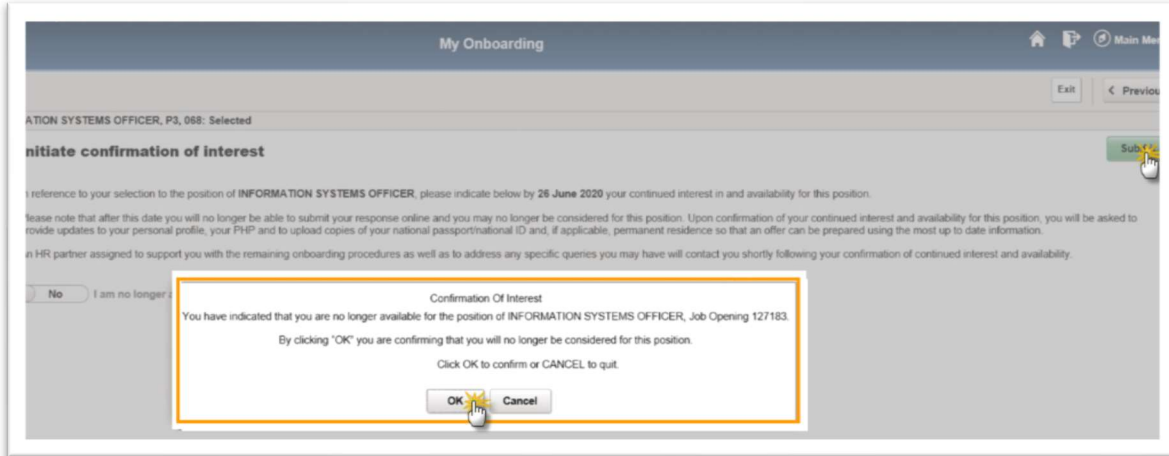 My Onboarding
Main Men
Exit
Previou
ATION SYSTEMS OFFICER, P3, 068: Selected
nitiate confirmation of interest
Sub
reference to your selection to the position of INFORMATION SYSTEMS OFFICER, please indicate below by 26 June 2020 your continued interest in and availability for this position.
lease note that after this date you will no longer be able to submit your response online and you may no longer be considered for this position. Upon confirmation of your continued interest and availability for this position, you will be asked to
rovide updates to your personal profile, your PHP and to upload copies of your national passport/national ID and, if applicable, permanent residence so that an offer can be prepared using the most up to date information.
n HR partner assigned to support you with the remaining onboarding procedures as well as to address any specific queries you may have will contact you shortly following your confirmation of continued interest and availability.
No I am no longer a
Confirmation Of Interest
You have indicated that you are no longer available for the position of INFORMATION SYSTEMS OFFICER, Job Opening 127183.
By clicking "OK" you are confirming that you will no longer be considered for this position.
Click OK to confirm or CANCEL to quit.
OK Cancel